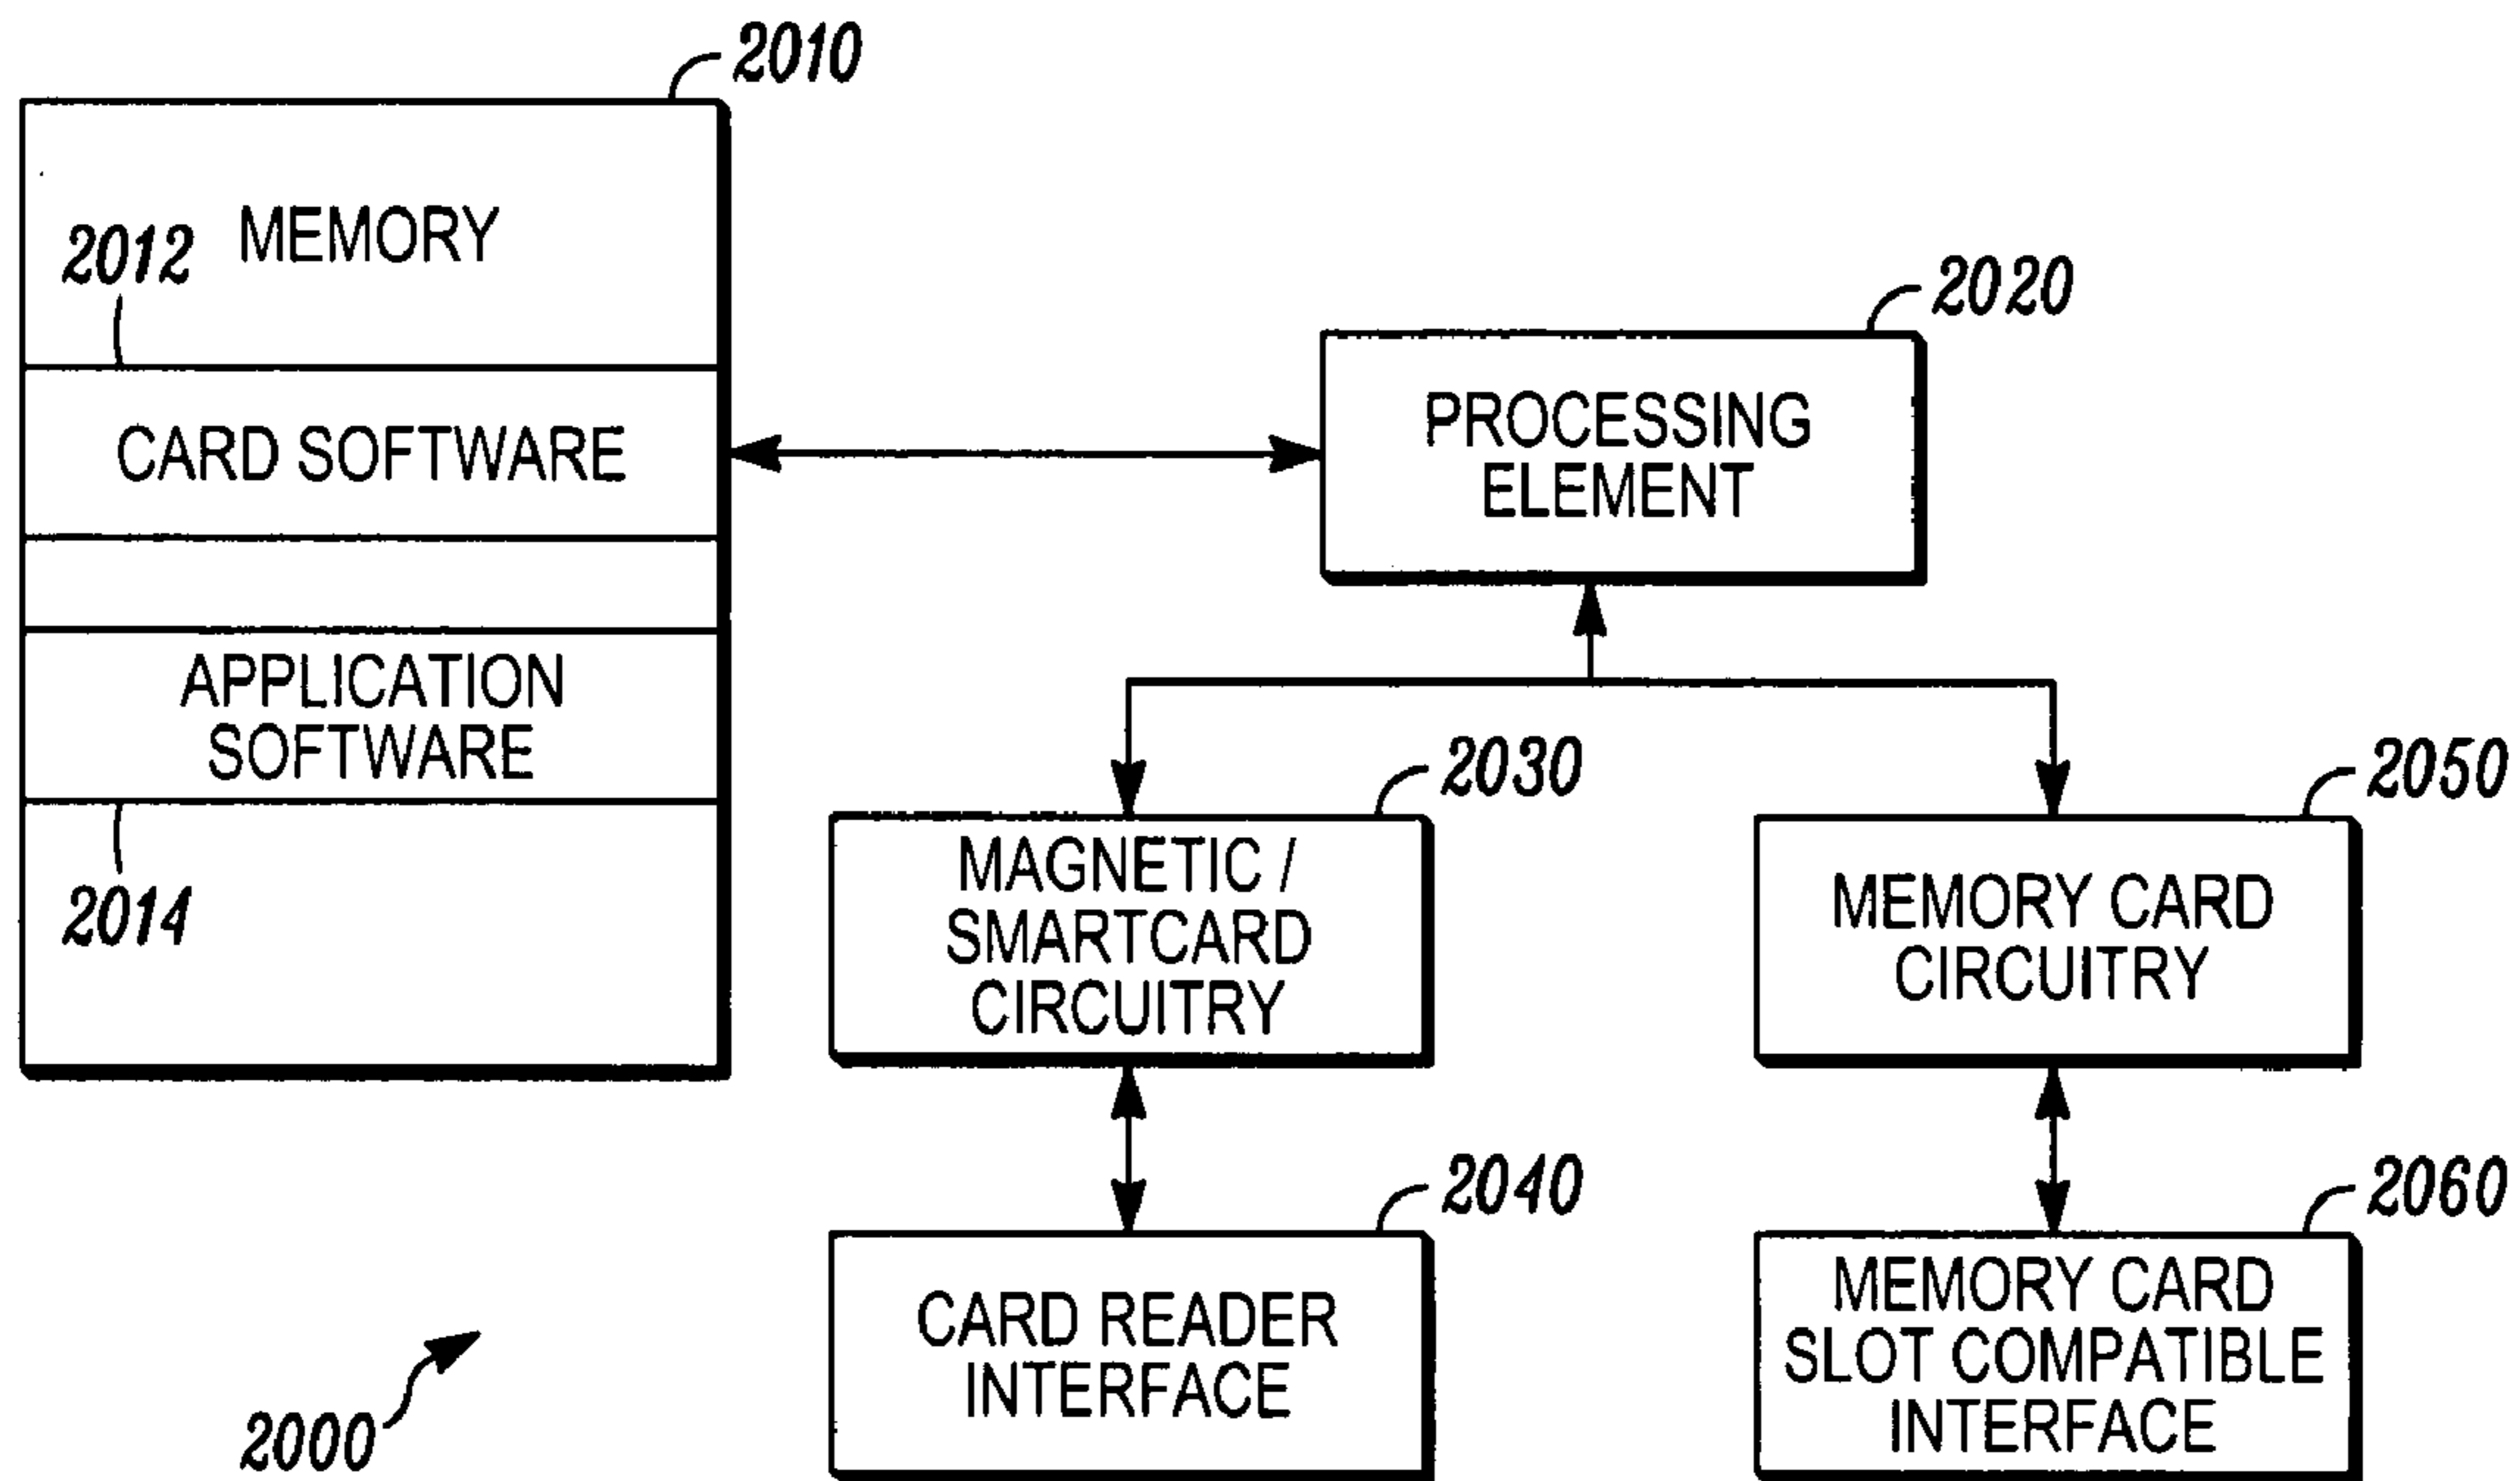 2010
MEMORY
2012
CARD SOFTWARE
APPLICATION
SOFTWARE
2014
2020
PROCESSING
ELEMENT
2030
MAGNETIC /
SMARTCARD
CIRCUITRY
2050
MEMORY CARD
CIRCUITRY
2040
CARD READER
INTERFACE
2060
MEMORY CARD
SLOT COMPATIBLE
INTERFACE
2000